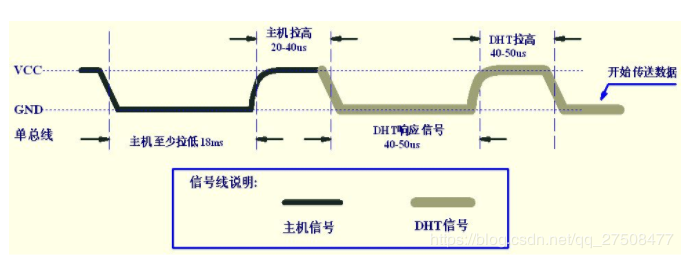 主机拉高
20-40us
DHT拉高
40-50us
VCC
开始传送数据
GND
单总线
主机至少拉低18ms
DHT响应信号
40-50us
信号线说明:
主机信号
DHT信号
https://blog.csdn.net/qq_27508477